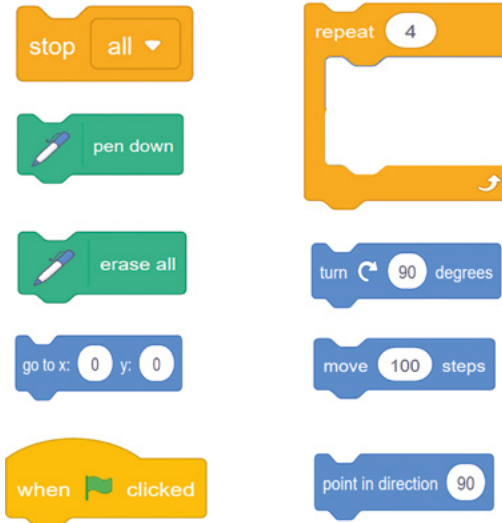 stop all
pen down
erase all
go to x: 0 y: 0
when clicked
repeat 4
turn 90 degrees
move 100 steps
point in direction 90